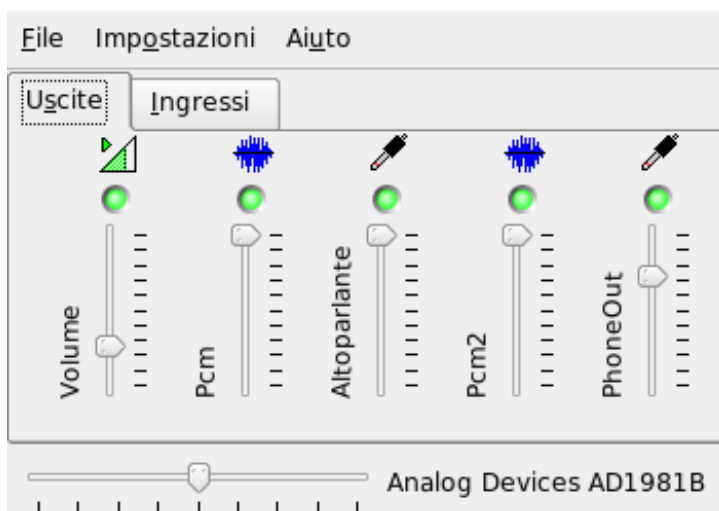 File Impostazioni Aiuto
Uscite Ingressi
Volume
Pcm
Altoparlante
Pcm2
PhoneOut
Analog Devices AD1981B